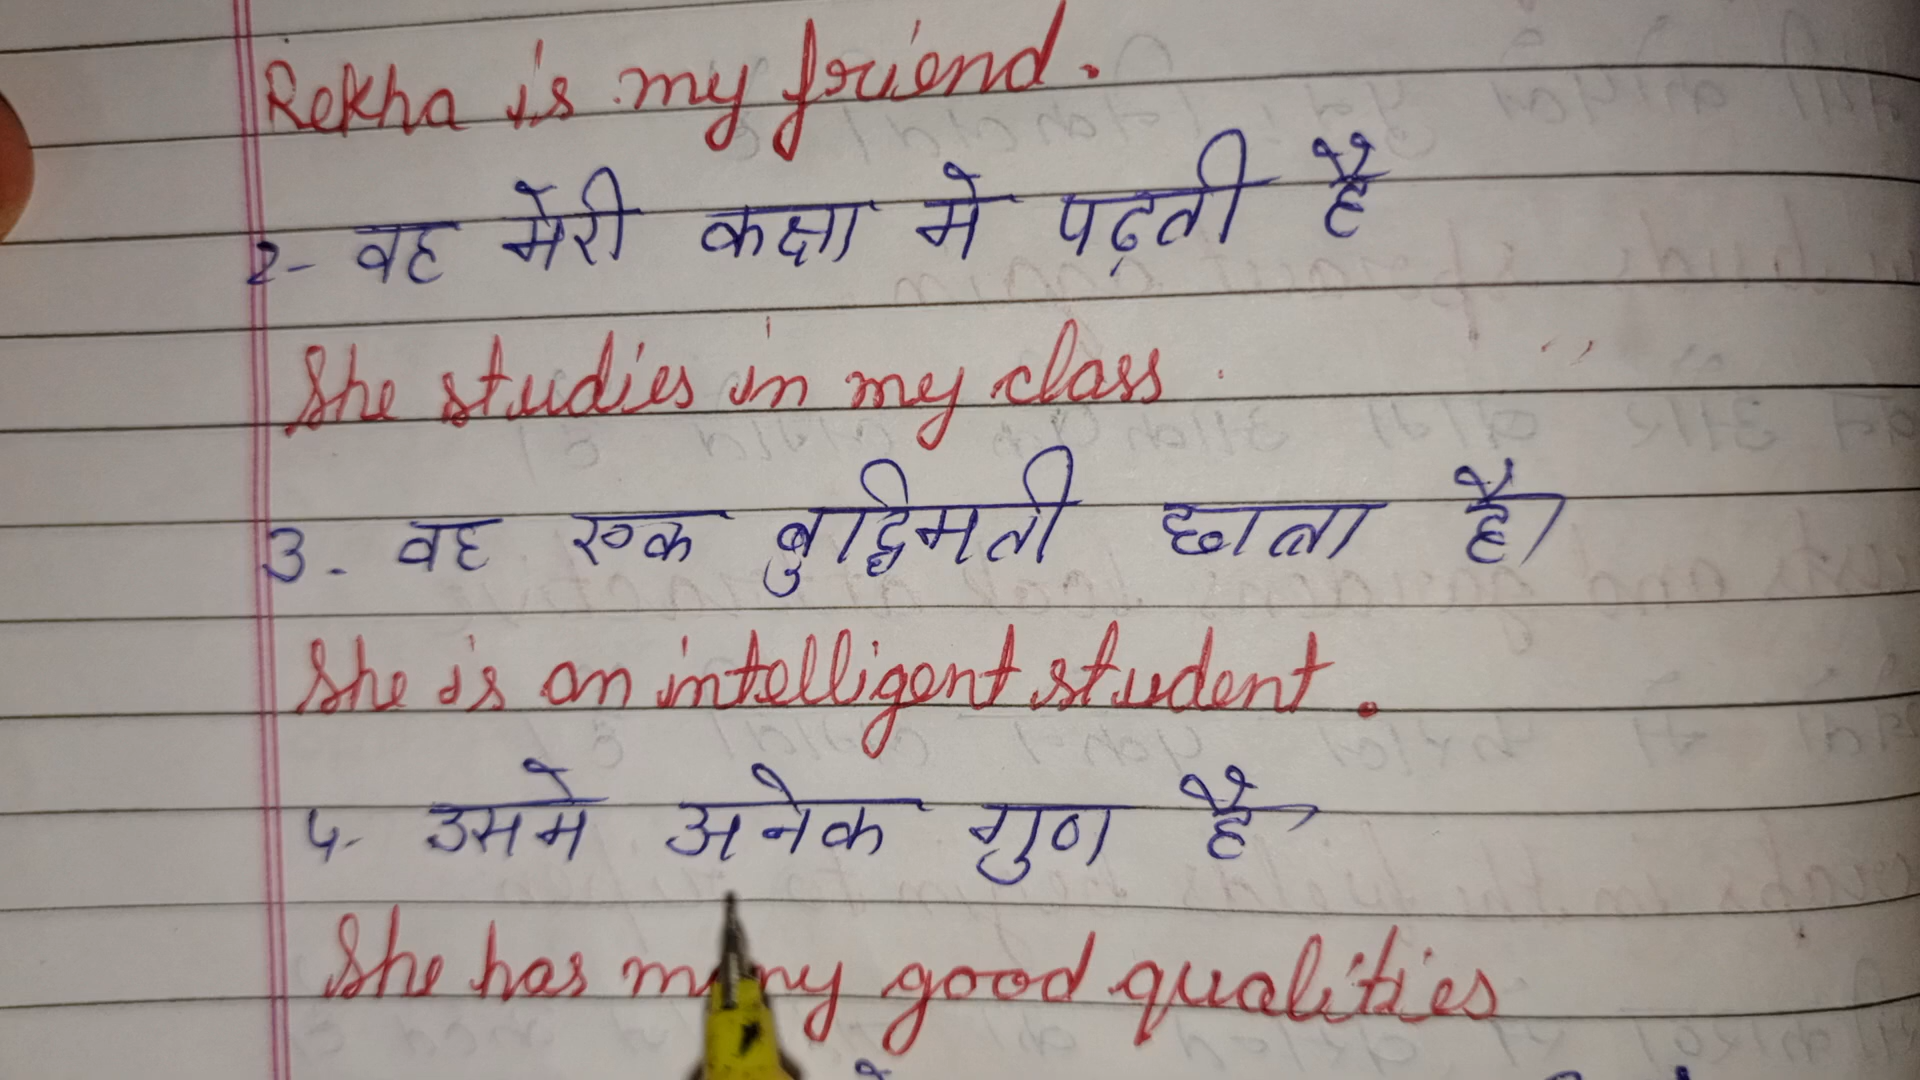 Rekha is my friend.
2- वह मेरी कक्षा मे पढ़ती है
She studies in my class.
3. वह एक बुद्धिमती छात्रा है।
She is an intelligent student.
4- उसमे अनेक गुण है
She has many good qualities